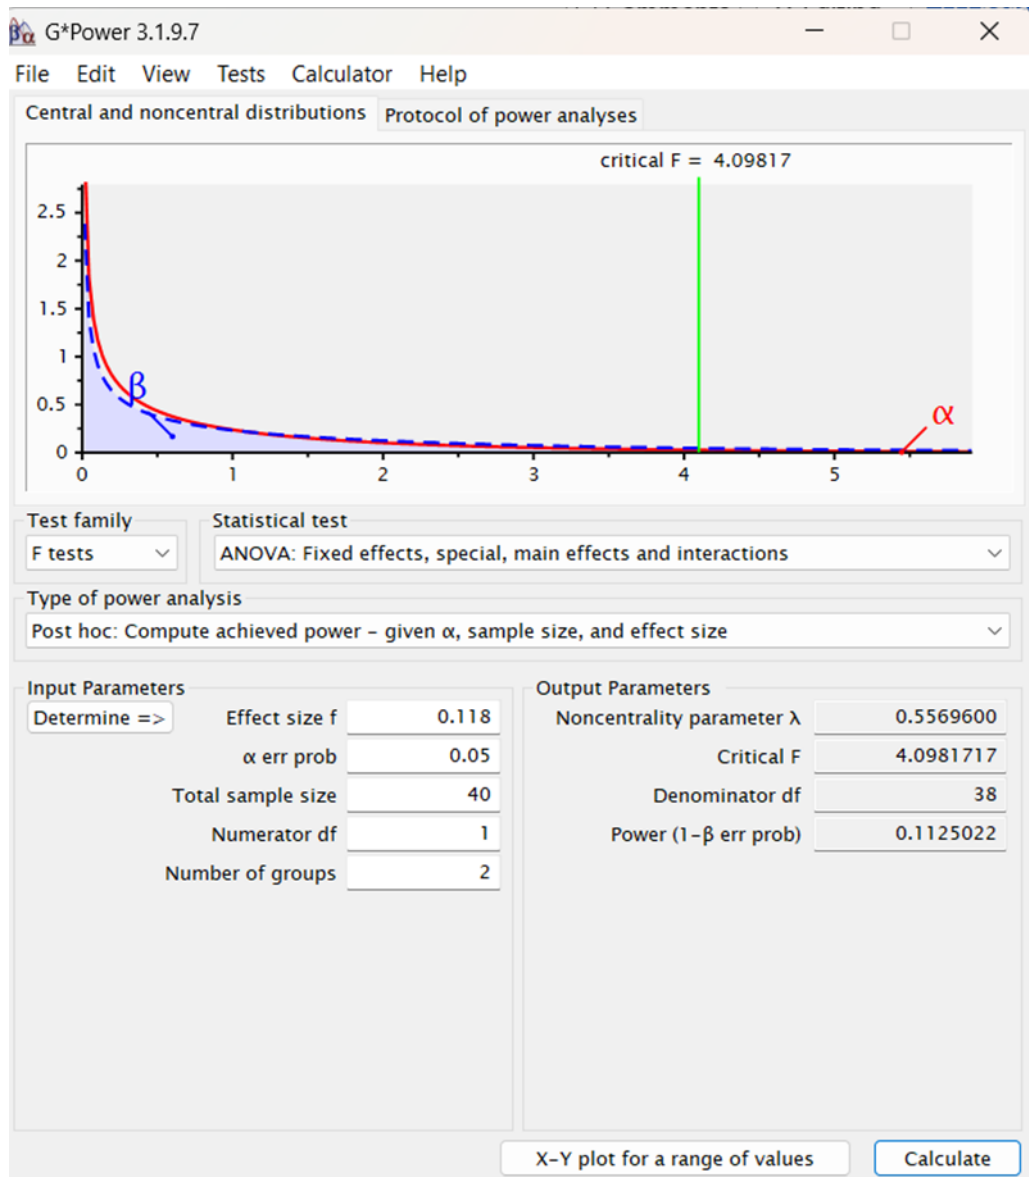 G*Power 3.1.9.7
File Edit View Tests Calculator Help
Central and noncentral distributions Protocol of power analyses
critical F = 4.09817
2.5
2
1.5
1
0.5
0
β
α
0 1 2 3 4 5
Test family Statistical test
F tests ANOVA: Fixed effects, special, main effects and interactions
Type of power analysis
Post hoc: Compute achieved power – given α, sample size, and effect size
Input Parameters Output Parameters
Determine => Effect size f 0.118 Noncentrality parameter λ 0.5569600
α err prob 0.05 Critical F 4.0981717
Total sample size 40 Denominator df 38
Numerator df 1 Power (1–β err prob) 0.1125022
Number of groups 2
X–Y plot for a range of values Calculate